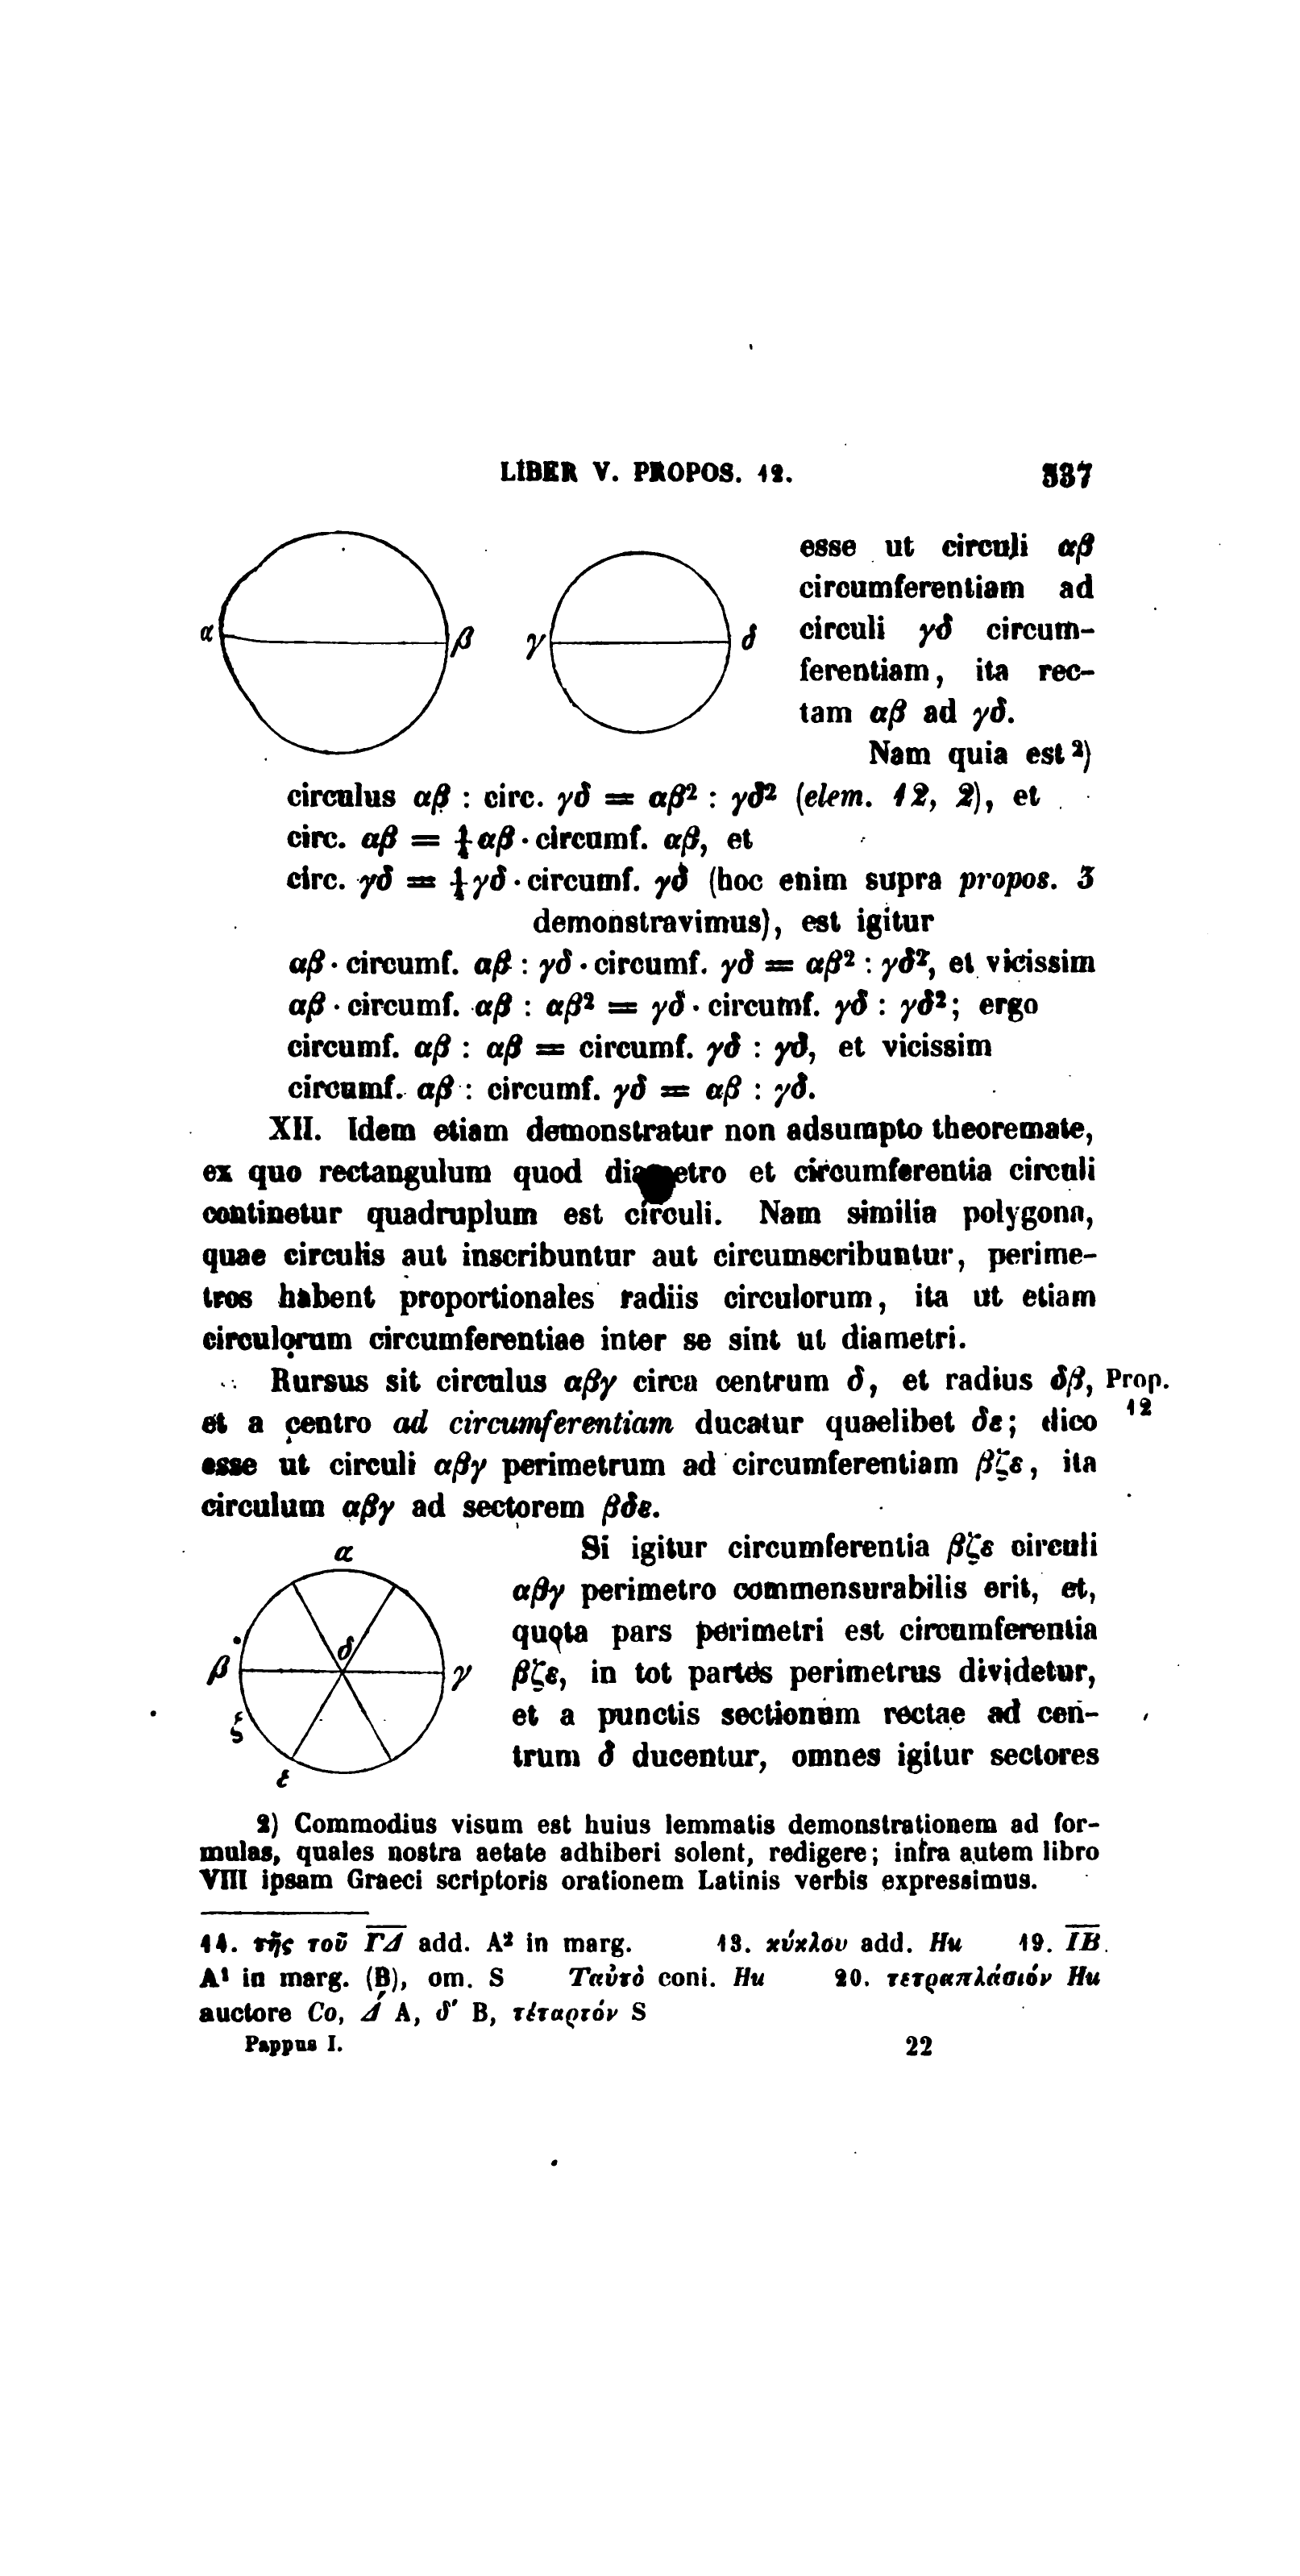 LIBER V. PROPOS. 12.
337
α
β
γ
δ
esse ut circuli αβ
circumferentiam ad
circuli γδ circum-
ferentiam, ita rec-
tam αβ ad γδ.
Nam quia est ²)
circulus αβ : circ. γδ = αβ² : γδ² (elem. 12, 2), et
circ. αβ = ¼ αβ · circumf. αβ, et
circ. γδ = ¼ γδ · circumf. γδ (hoc enim supra propos. 3
demonstravimus), est igitur
αβ · circumf. αβ : γδ · circumf. γδ = αβ² : γδ², et vicissim
αβ · circumf. αβ : αβ² = γδ · circumf. γδ : γδ²; ergo
circumf. αβ : αβ = circumf. γδ : γδ, et vicissim
circumf. αβ : circumf. γδ = αβ : γδ.
XII. Idem etiam demonstratur non adsumpto theoremate,
ex quo rectangulum quod diametro et circumferentia circuli
continetur quadruplum est circuli. Nam similia polygona,
quae circulis aut inscribuntur aut circumscribuntur, perime-
tros habent proportionales radiis circulorum, ita ut etiam
circulorum circumferentiae inter se sint ut diametri.
Rursus sit circulus αβγ circa centrum δ, et radius δβ, Prop.
et a centro ad circumferentiam ducatur quaelibet δε; dico 12
esse ut circuli αβγ perimetrum ad circumferentiam βζε, ita
circulum αβγ ad sectorem βδε.
α
β
δ
γ
ζ
ε
Si igitur circumferentia βζε circuli
αβγ perimetro commensurabilis erit, et,
quota pars perimetri est circumferentia
βζε, in tot partes perimetrus dividetur,
et a punctis sectionum rectae ad cen-
trum δ ducentur, omnes igitur sectores
2) Commodius visum est huius lemmatis demonstrationem ad for-
mulas, quales nostra aetate adhiberi solent, redigere; infra autem libro
VIII ipsam Graeci scriptoris orationem Latinis verbis expressimus.
11. τῆς τοῦ Γ̅Δ̅ add. A² in marg. 13. κύκλου add. Hu 19. Ι̅Β̅
A¹ in marg. (B), om. S Ταὐτὸ coni. Hu 20. τετραπλάσιόν Hu
auctore Co, Δ́ A, δ' B, τέταρτόν S
Pappus I. 22